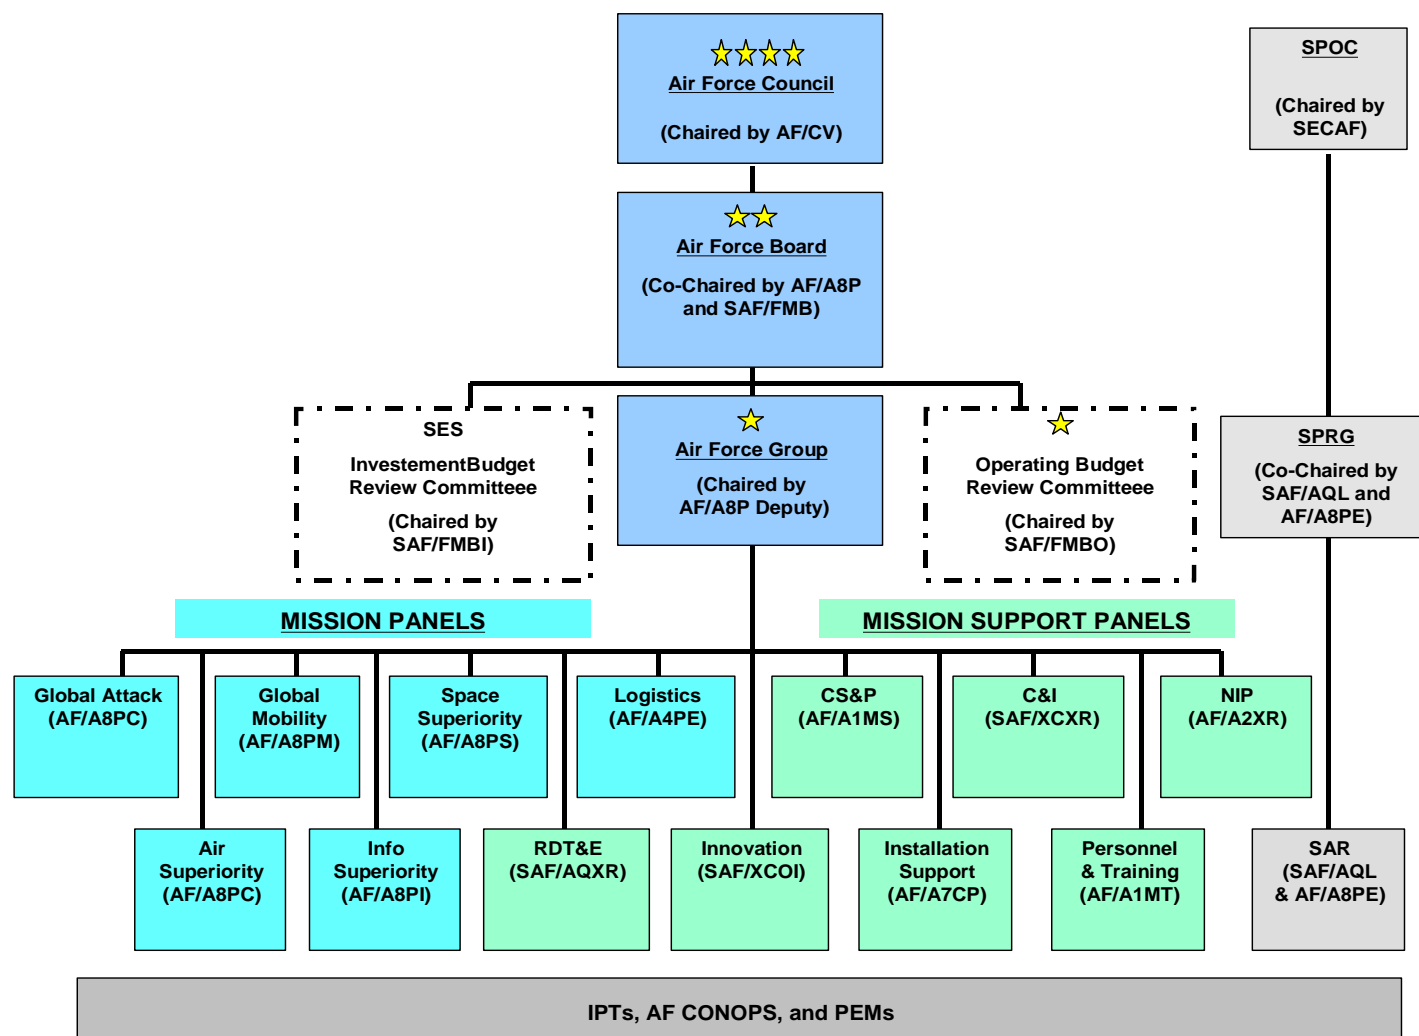 Air Force Council
(Chaired by AF/CV)
SPOC
(Chaired by
SECAF)
Air Force Board
(Co-Chaired by AF/A8P
and SAF/FMB)
SES
InvestementBudget
Review Committeee
(Chaired by
SAF/FMBI)
Air Force Group
(Chaired by
AF/A8P Deputy)
Operating Budget
Review Committeee
(Chaired by
SAF/FMBO)
SPRG
(Co-Chaired by
SAF/AQL and
AF/A8PE)
MISSION PANELS
MISSION SUPPORT PANELS
Global Attack
(AF/A8PC)
Global
Mobility
(AF/A8PM)
Space
Superiority
(AF/A8PS)
Logistics
(AF/A4PE)
CS&P
(AF/A1MS)
C&I
(SAF/XCXR)
NIP
(AF/A2XR)
Air
Superiority
(AF/A8PC)
Info
Superiority
(AF/A8PI)
RDT&E
(SAF/AQXR)
Innovation
(SAF/XCOI)
Installation
Support
(AF/A7CP)
Personnel
& Training
(AF/A1MT)
SAR
(SAF/AQL
& AF/A8PE)
IPTs, AF CONOPS, and PEMs